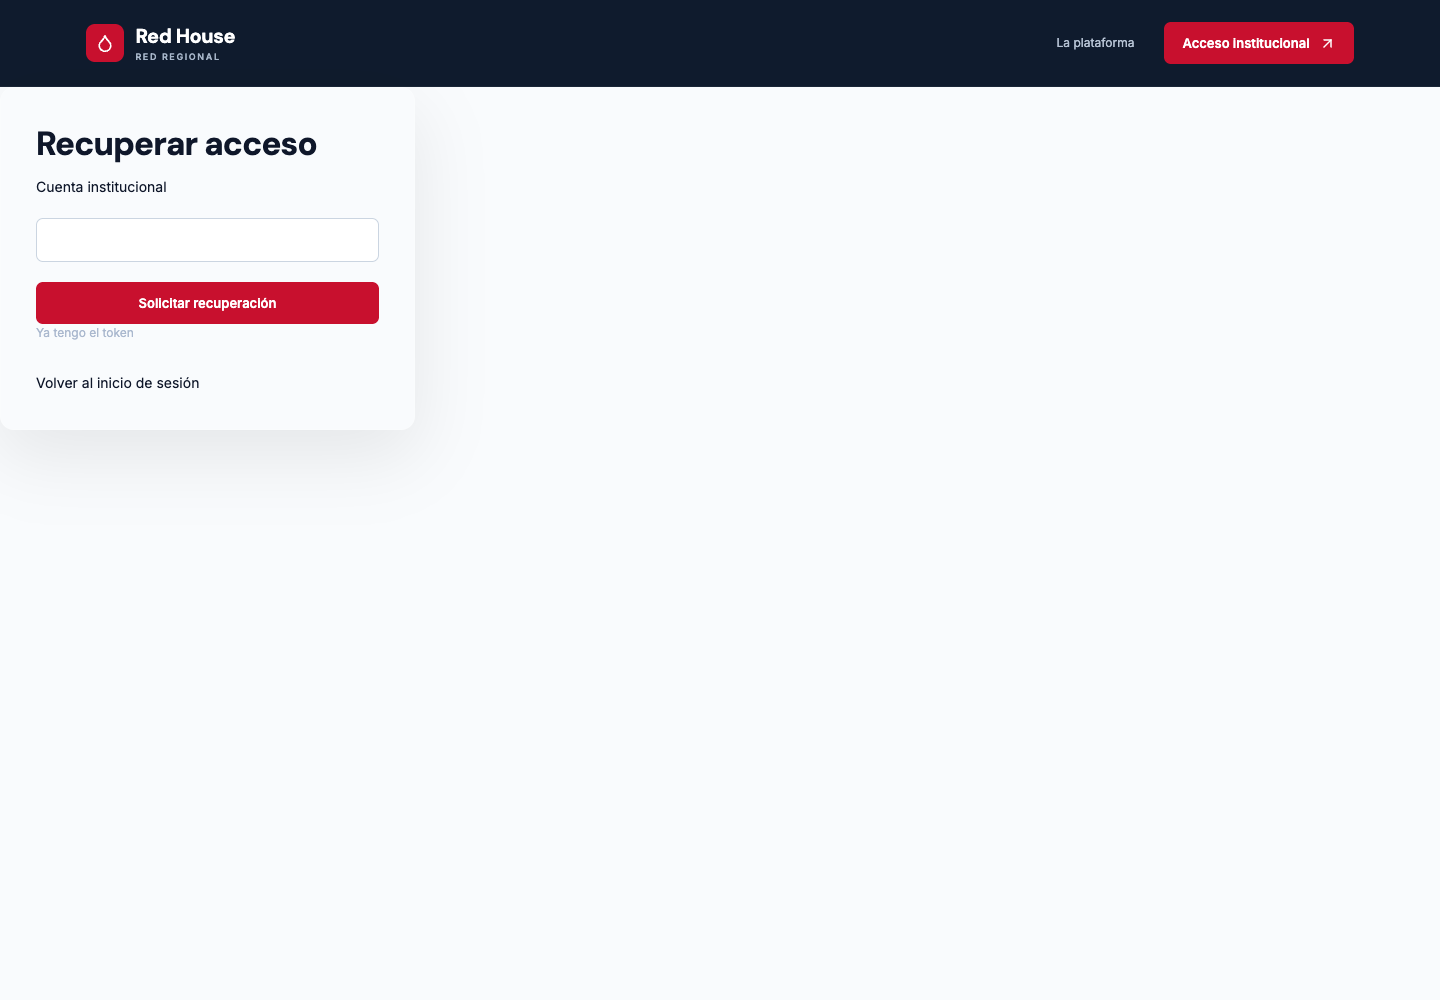 Red House
RED REGIONAL
La plataforma
Acceso institucional
Recuperar acceso
Cuenta institucional
Solicitar recuperación
Ya tengo el token
Volver al inicio de sesión